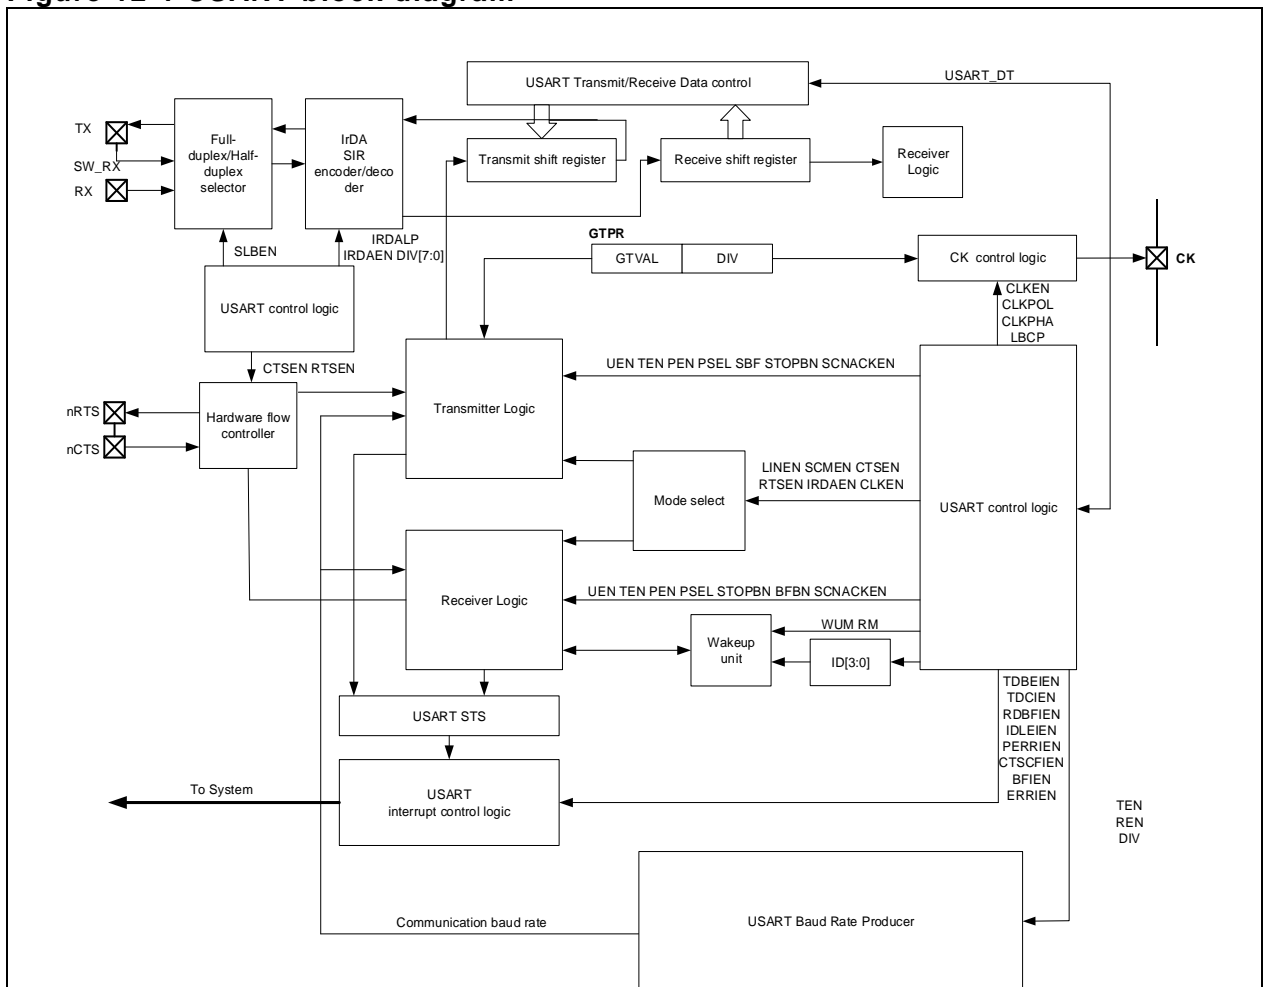 Figure 12-1 USART block diagram
USART Transmit/Receive Data control
USART_DT
TX
SW_RX
RX
Full-
duplex/Half-
duplex
selector
IrDA
SIR
encoder/deco
der
Transmit shift register
Receive shift register
Receiver
Logic
SLBEN
IRDALP
IRDAEN DIV[7:0]
GTPR
GTVAL
DIV
CK control logic
CK
USART control logic
CLKEN
CLKPOL
CLKPHA
LBCP
CTSEN RTSEN
UEN TEN PEN PSEL SBF STOPBN SCNACKEN
nRTS
nCTS
Hardware flow
controller
Transmitter Logic
Mode select
LINEN SCMEN CTSEN
RTSEN IRDAEN CLKEN
USART control logic
Receiver Logic
UEN TEN PEN PSEL STOPBN BFBN SCNACKEN
WUM RM
Wakeup
unit
ID[3:0]
USART STS
TDBEIEN
TDCIEN
RDBFIEN
IDLEIEN
PERRIEN
CTSCFIEN
BFIEN
ERRIEN
To System
USART
interrupt control logic
TEN
REN
DIV
Communication baud rate
USART Baud Rate Producer